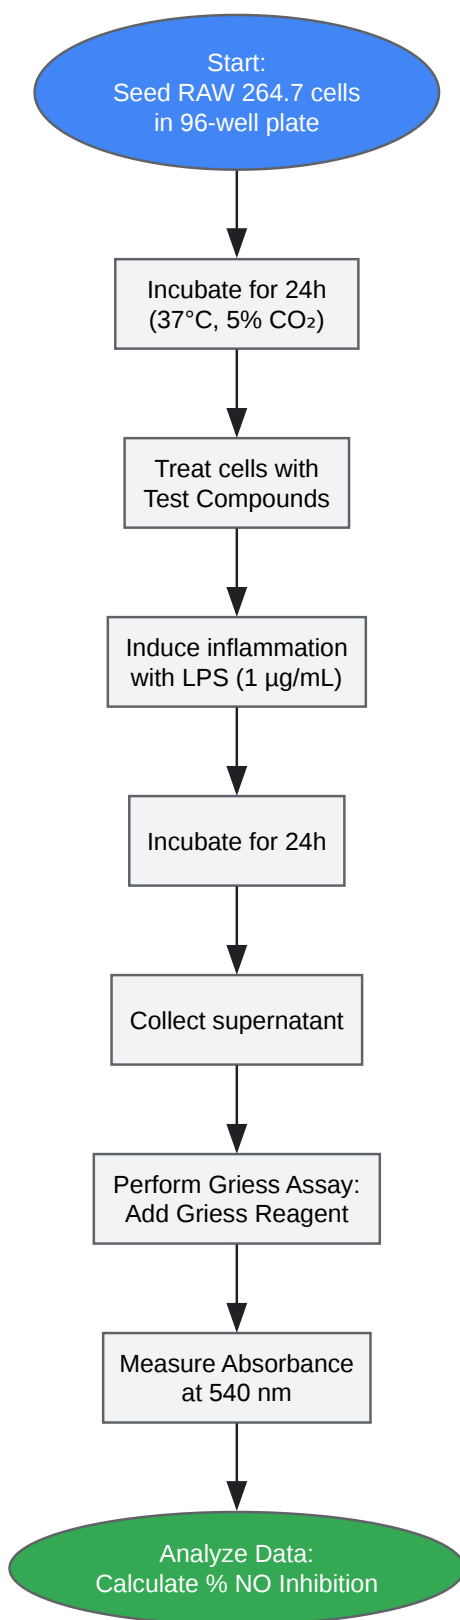 Start:
Seed RAW 264.7 cells
in 96-well plate
Incubate for 24h
(37°C, 5% CO₂)
Treat cells with
Test Compounds
Induce inflammation
with LPS (1 µg/mL)
Incubate for 24h
Collect supernatant
Perform Griess Assay:
Add Griess Reagent
Measure Absorbance
at 540 nm
Analyze Data:
Calculate % NO Inhibition